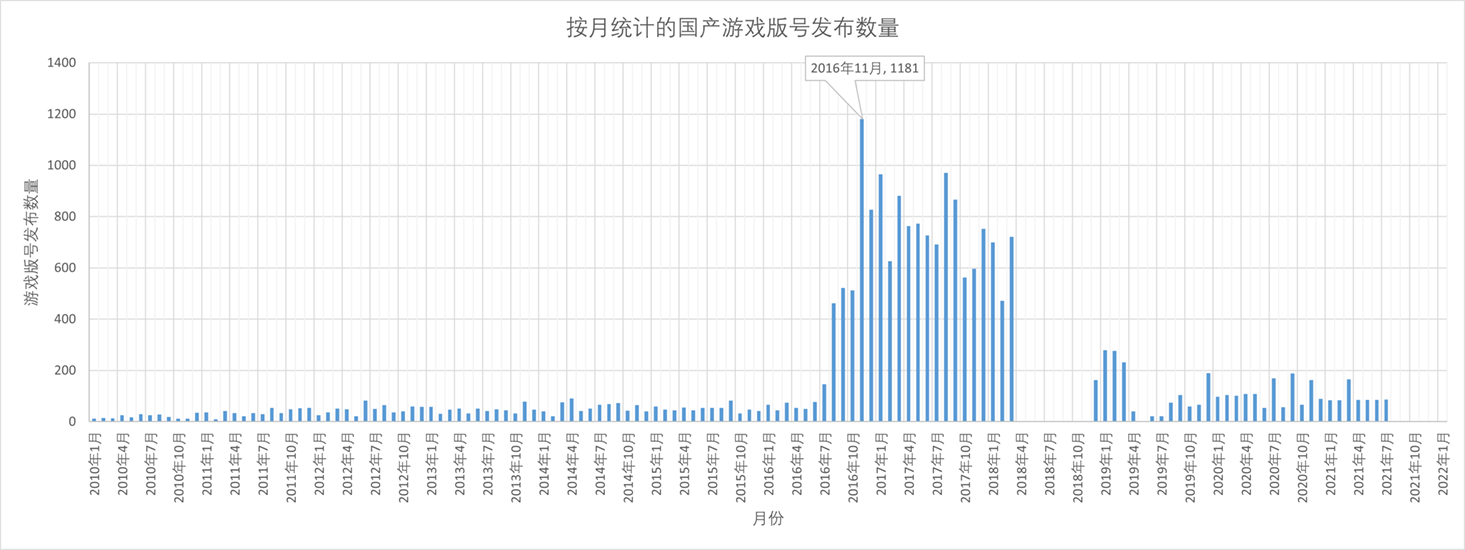 按月统计的国产游戏版号发布数量
游戏版号发布数量
1400
1200
1000
800
600
400
200
0
2016年11月, 1181
2010年1月
2010年4月
2010年7月
2010年10月
2011年1月
2011年4月
2011年7月
2011年10月
2012年1月
2012年4月
2012年7月
2012年10月
2013年1月
2013年4月
2013年7月
2013年10月
2014年1月
2014年4月
2014年7月
2014年10月
2015年1月
2015年4月
2015年7月
2015年10月
2016年1月
2016年4月
2016年7月
2016年10月
2017年1月
2017年4月
2017年7月
2017年10月
2018年1月
2018年4月
2018年7月
2018年10月
2019年1月
2019年4月
2019年7月
2019年10月
2020年1月
2020年4月
2020年7月
2020年10月
2021年1月
2021年4月
2021年7月
2021年10月
2022年1月
月份